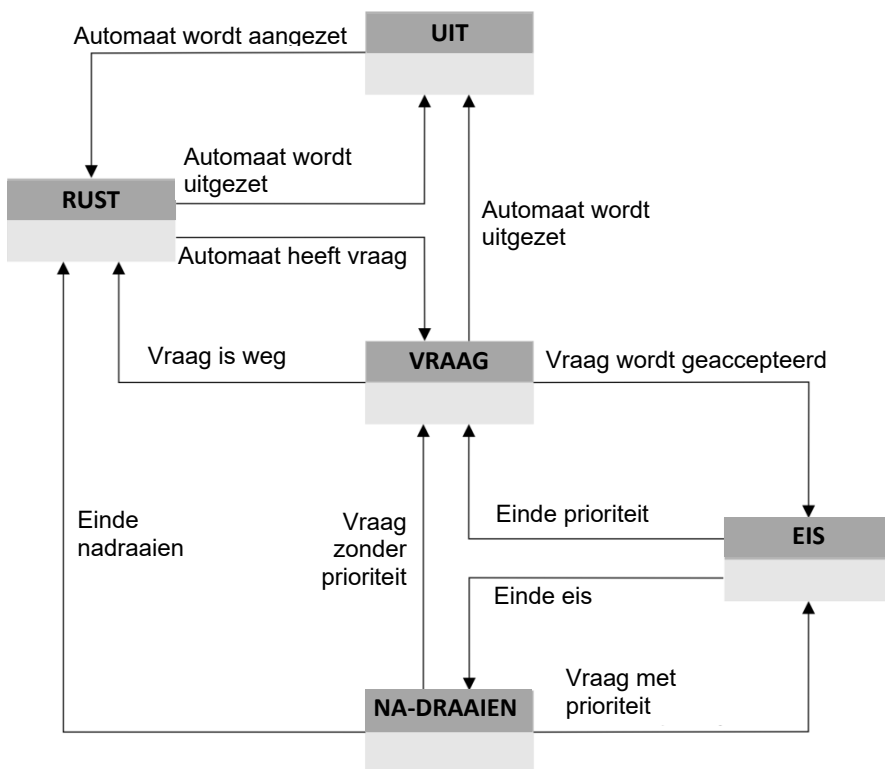 Automaat wordt aangezet
UIT
Automaat wordt
uitgezet
RUST
Automaat wordt
uitgezet
Automaat heeft vraag
Vraag is weg
VRAAG
Vraag wordt geaccepteerd
Einde
nadraaien
Vraag
zonder
prioriteit
Einde prioriteit
EIS
Einde eis
Vraag met
prioriteit
NA-DRAAIEN